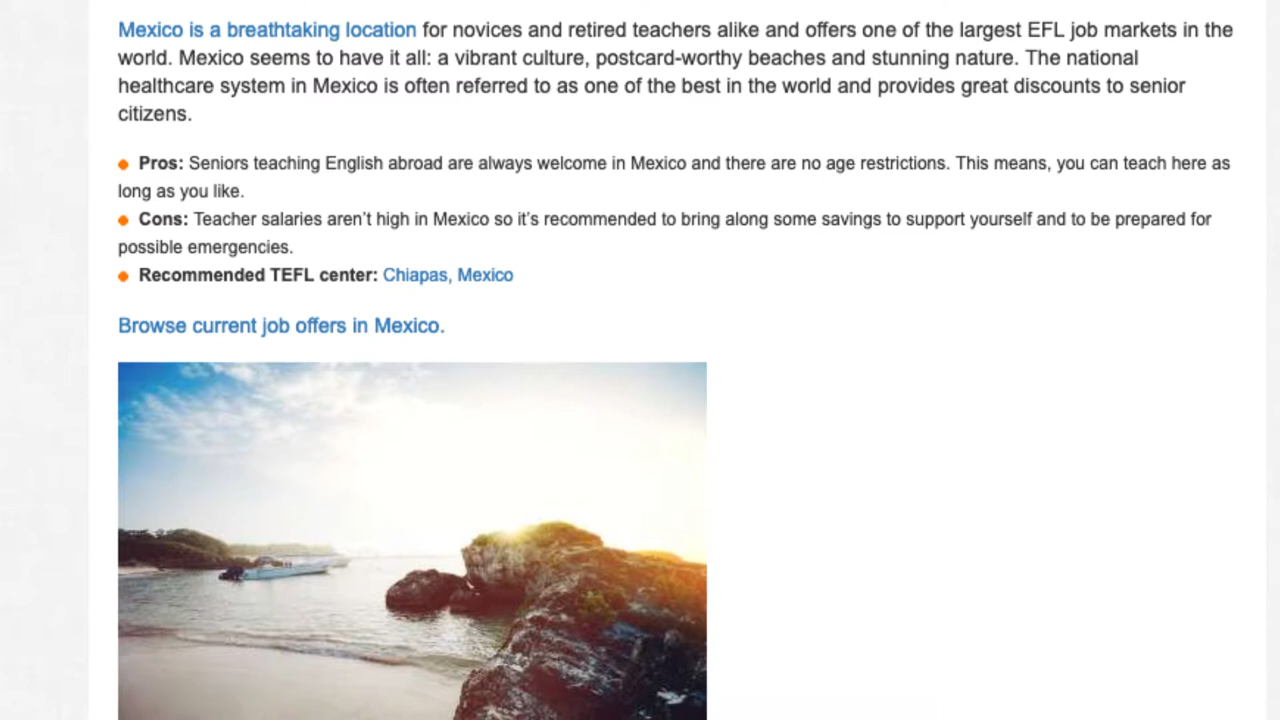 Mexico is a breathtaking location for novices and retired teachers alike and offers one of the largest EFL job markets in the
world. Mexico seems to have it all: a vibrant culture, postcard-worthy beaches and stunning nature. The national
healthcare system in Mexico is often referred to as one of the best in the world and provides great discounts to senior
citizens.
Pros: Seniors teaching English abroad are always welcome in Mexico and there are no age restrictions. This means, you can teach here as
long as you like.
Cons: Teacher salaries aren’t high in Mexico so it’s recommended to bring along some savings to support yourself and to be prepared for
possible emergencies.
Recommended TEFL center: Chiapas, Mexico
Browse current job offers in Mexico.